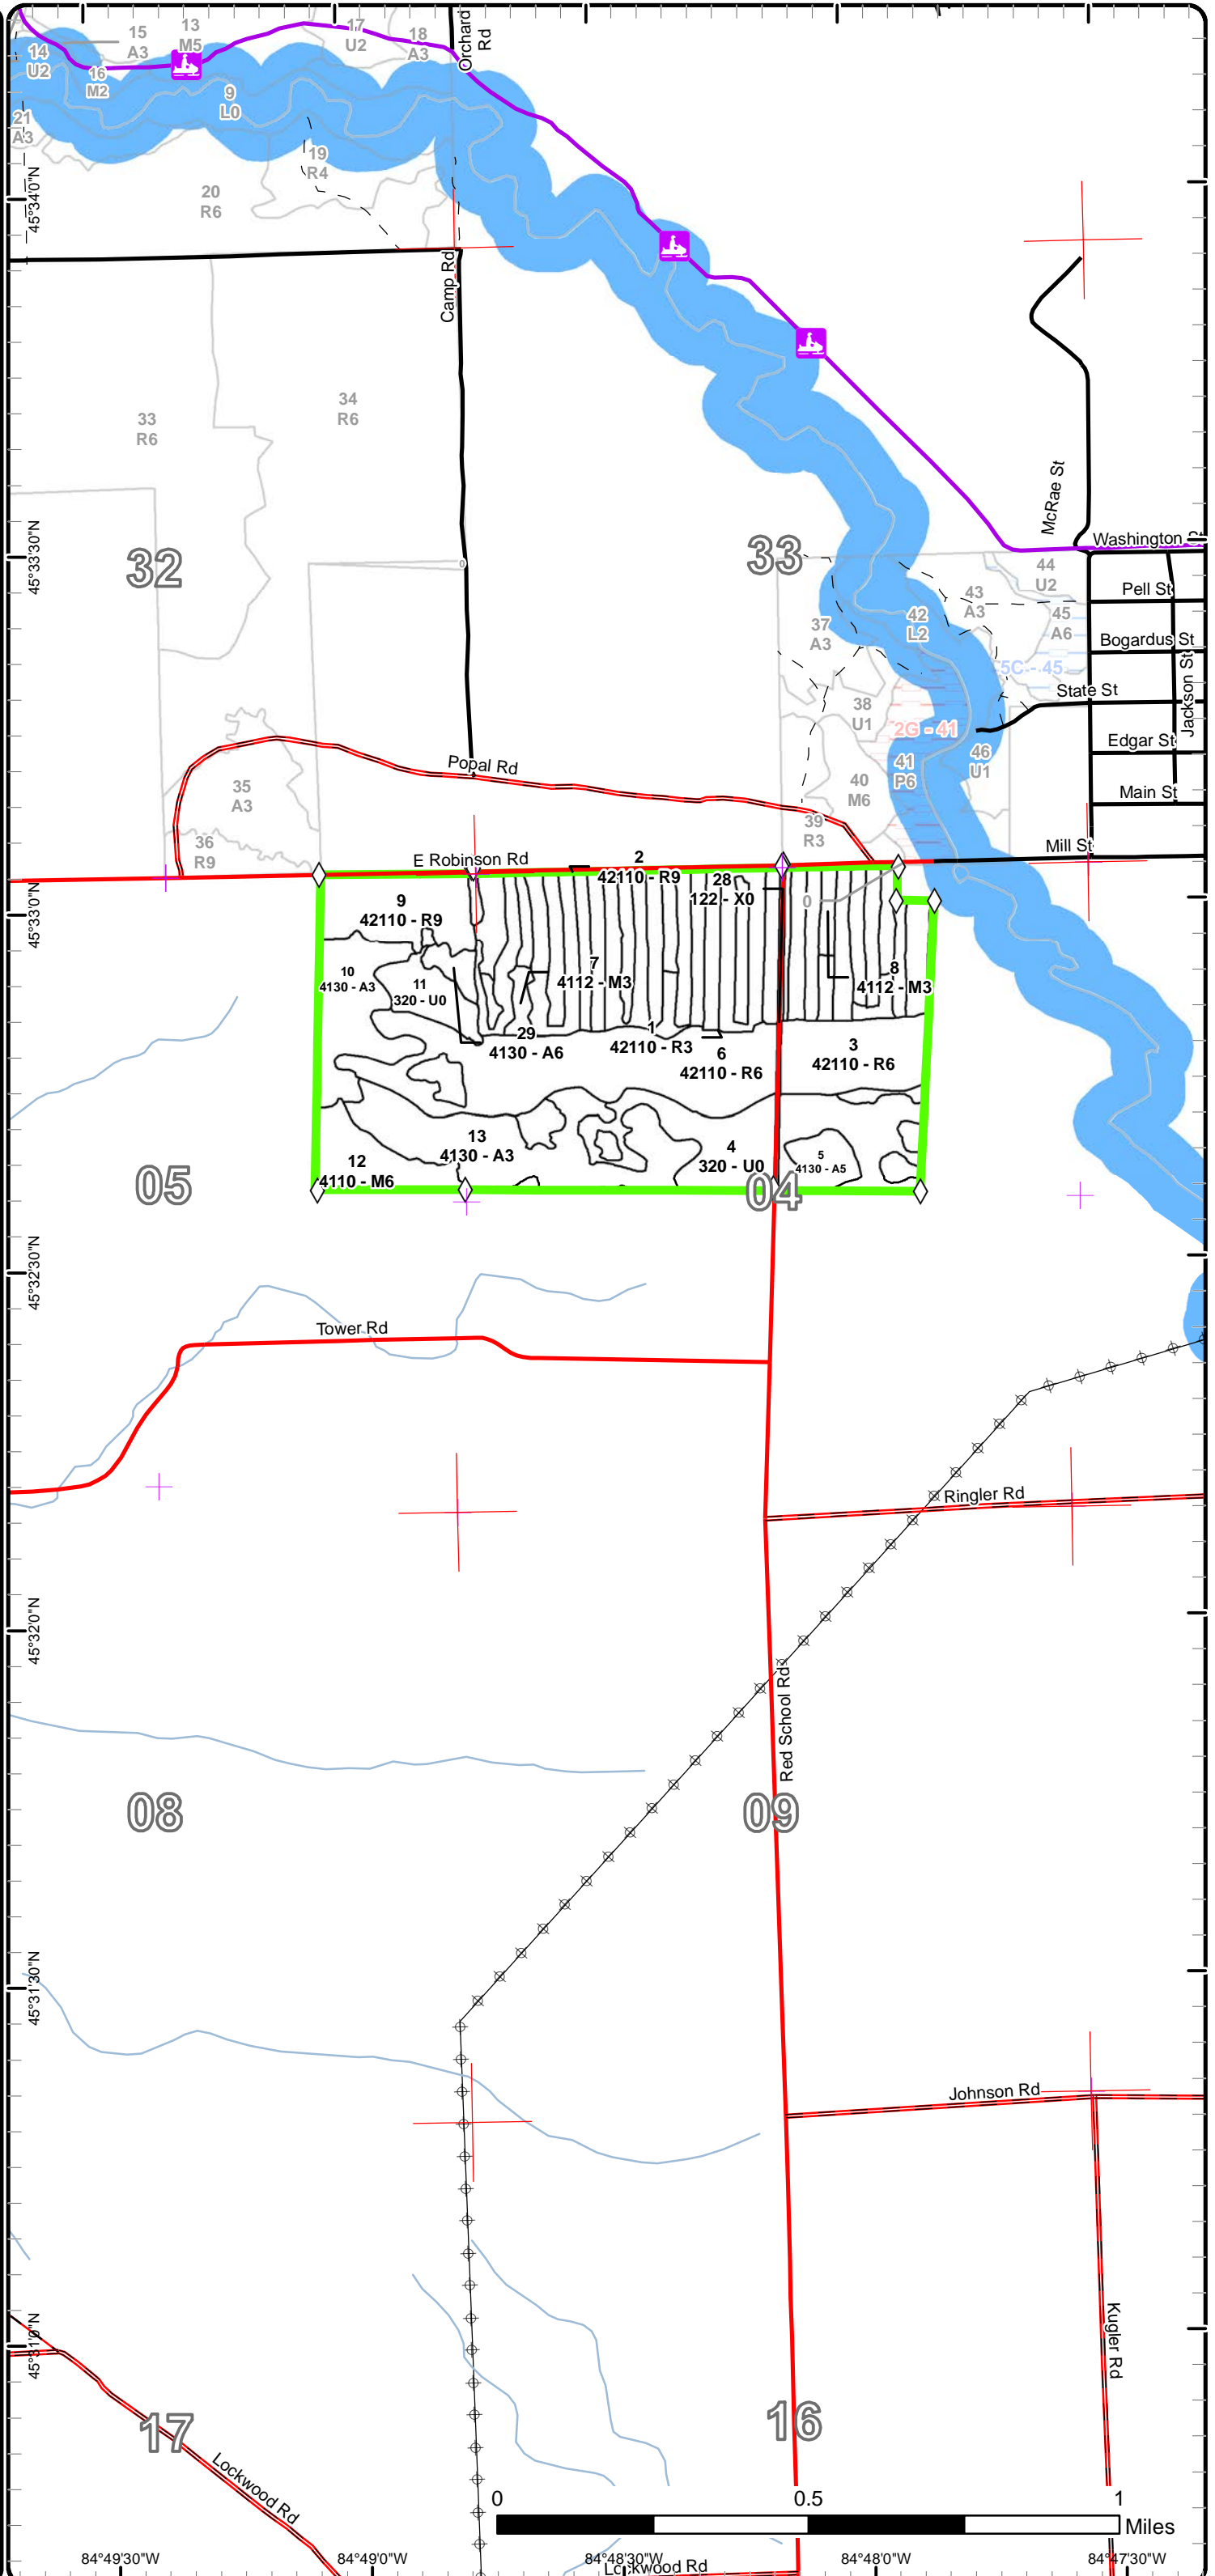 Orchard
Rd
15
A3
13
M5
17
U2
18
A3
14
U2
16
M2
9
L0
21
A3
19
R4
20
R6
45°34'0"N
Camp Rd
33
R6
34
R6
McRae St
Washington St
32
33
45°33'30"N
0
44
U2
Pell St
43
A3
45
A6
42
L2
37
A3
Bogardus St
5C - 45
State St
Jackson St
38
U1
2G - 41
Edgar St
46
U1
41
P6
Popal Rd
35
A3
40
M6
Main St
39
R3
36
R9
Mill St
E Robinson Rd
2
42110 - R9
28
122 - X0
0
9
42110 - R9
45°33'0"N
10
4130 - A3
11
320 - U0
7
4112 - M3
8
4112 - M3
29
4130 - A6
1
42110 - R3
6
42110 - R6
3
42110 - R6
13
4130 - A3
4
320 - U0
5
4130 - A5
12
4110 - M6
05
04
45°32'30"N
Tower Rd
Ringler Rd
45°32'0"N
Red School Rd
08
09
45°31'30"N
Johnson Rd
45°31'0"N
Kugler Rd
17
16
Lockwood Rd
0
0.5
1
Miles
84°49'30"W
84°49'0"W
84°48'30"W
84°48'0"W
84°47'30"W
Lockwood Rd